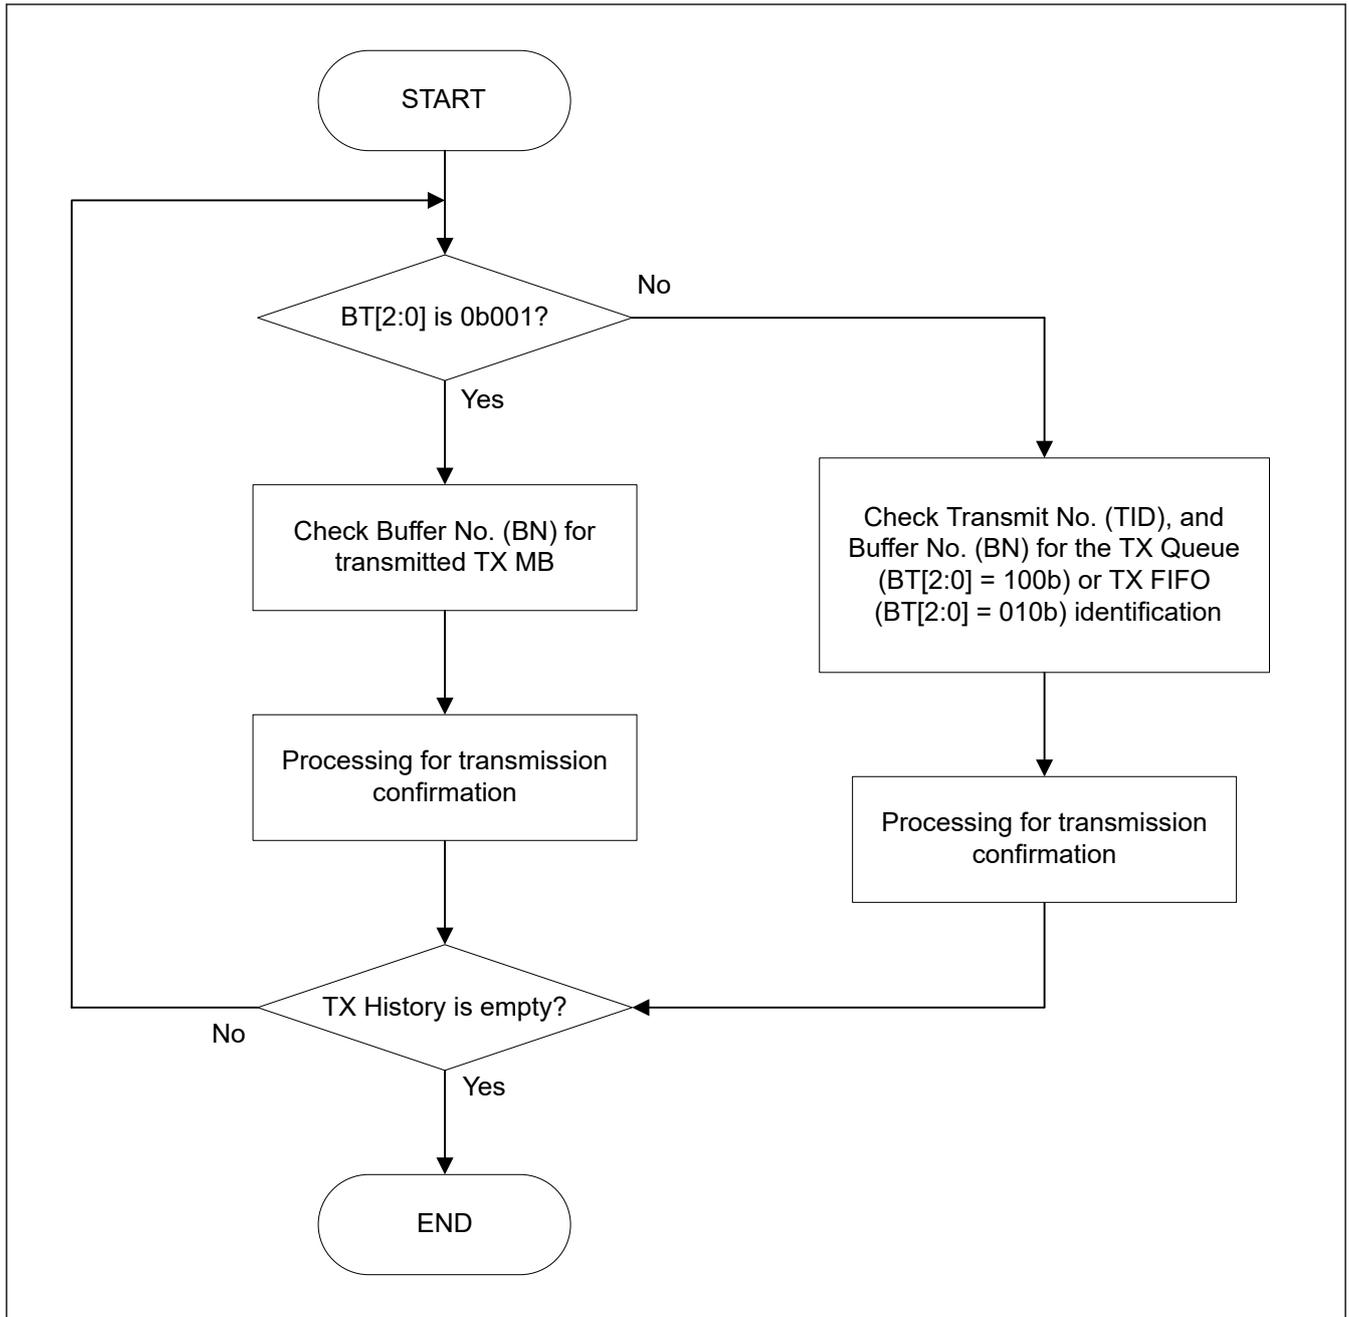 START
BT[2:0] is 0b001?
No
Yes
Check Buffer No. (BN) for
transmitted TX MB
Check Transmit No. (TID), and
Buffer No. (BN) for the TX Queue
(BT[2:0] = 100b) or TX FIFO
(BT[2:0] = 010b) identification
Processing for transmission
confirmation
Processing for transmission
confirmation
TX History is empty?
No
Yes
END